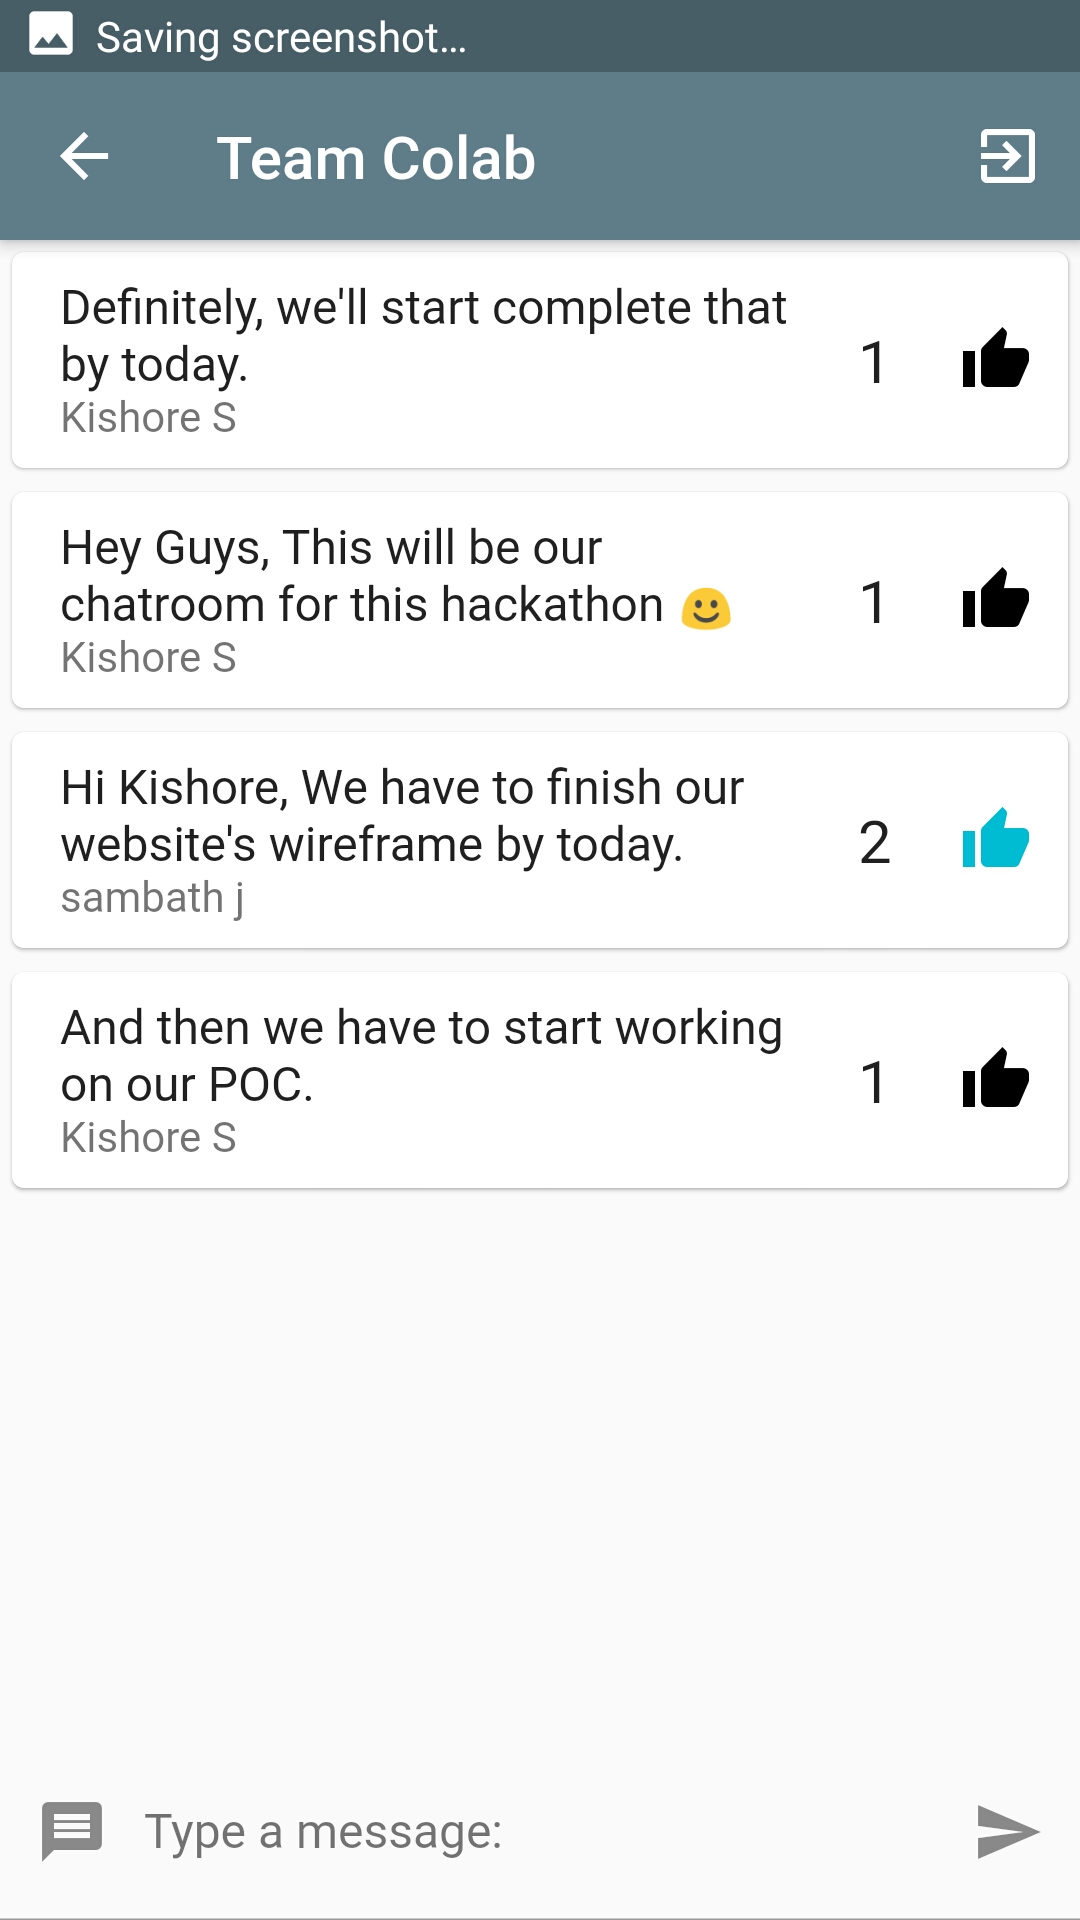 Saving screenshot...
Team Colab
Definitely, we'll start complete that
by today.
Kishore S
1
Hey Guys, This will be our
chatroom for this hackathon 🙂
Kishore S
1
Hi Kishore, We have to finish our
website's wireframe by today.
sambath j
2
And then we have to start working
on our POC.
Kishore S
1
Type a message: